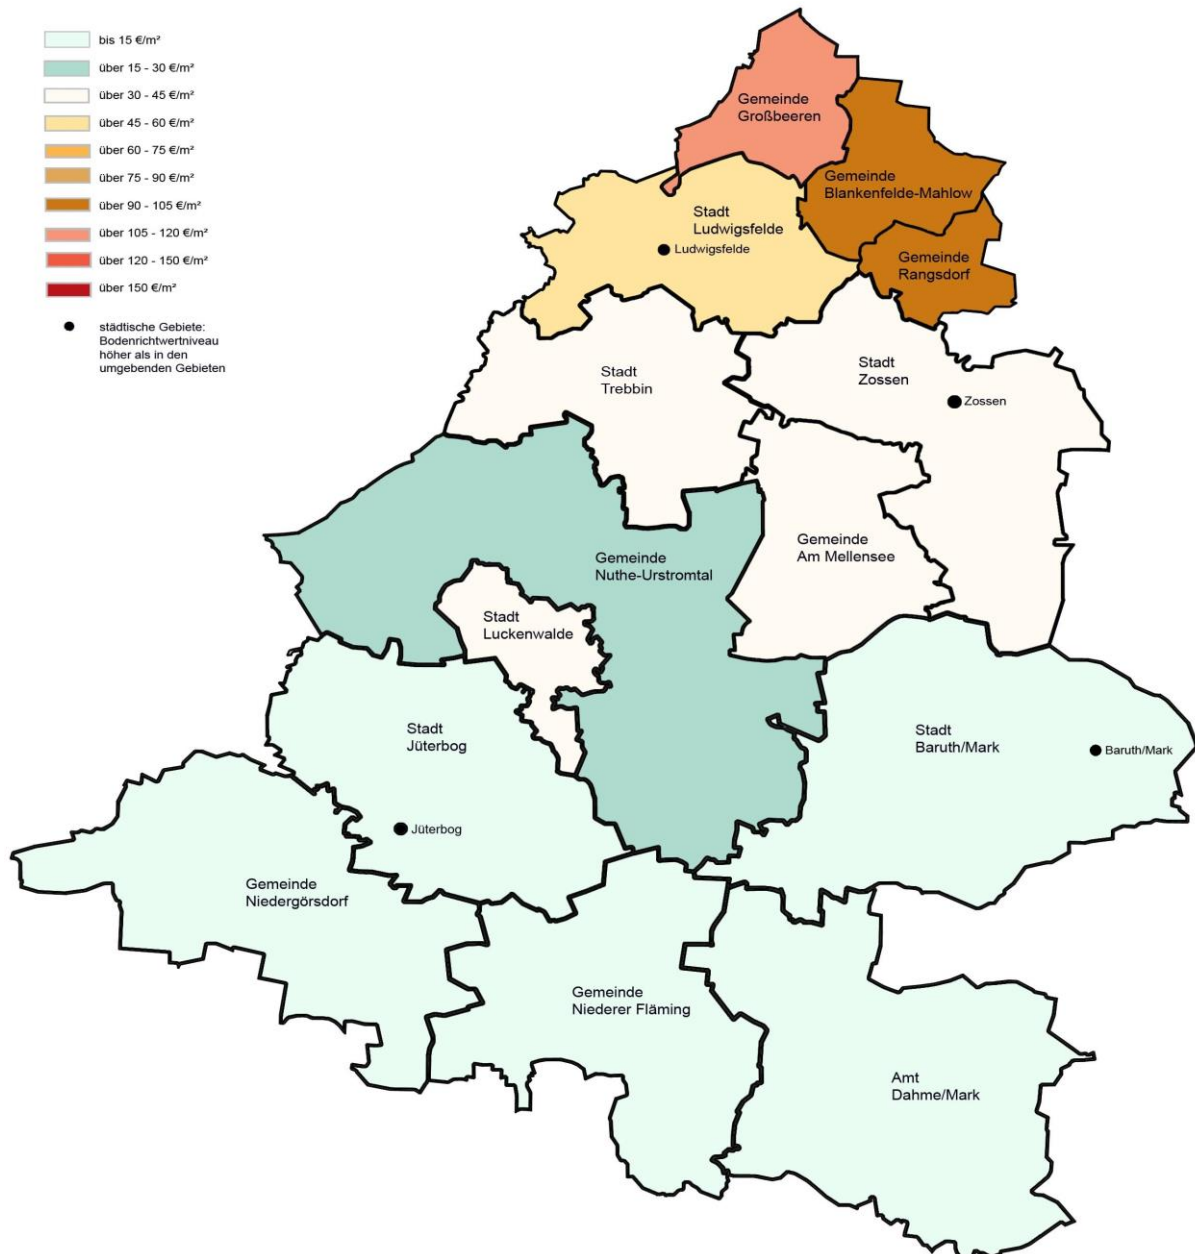 bis 15 €/m²
über 15 - 30 €/m²
über 30 - 45 €/m²
über 45 - 60 €/m²
über 60 - 75 €/m²
über 75 - 90 €/m²
über 90 - 105 €/m²
über 105 - 120 €/m²
über 120 - 150 €/m²
über 150 €/m²
städtische Gebiete:
Bodenrichtwertniveau
höher als in den
umgebenden Gebieten
Gemeinde
Großbeeren
Gemeinde
Blankenfelde-Mahlow
Stadt
Ludwigsfelde
Ludwigsfelde
Gemeinde
Rangsdorf
Stadt
Trebbin
Stadt
Zossen
Zossen
Gemeinde
Am Mellensee
Gemeinde
Nuthe-Urstromtal
Stadt
Luckenwalde
Stadt
Jüterbog
Jüterbog
Stadt
Baruth/Mark
Baruth/Mark
Gemeinde
Niedergörsdorf
Gemeinde
Niederer Fläming
Amt
Dahme/Mark